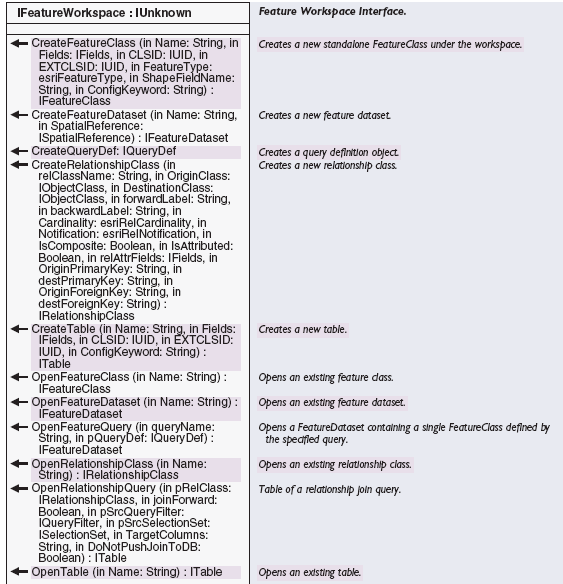 IFeatureWorkspace : IUnknown
Feature Workspace Interface.
CreateFeatureClass (in Name: String, in
Fields: IFields, in CLSID: IUID, in
EXTCLSID: IUID, in FeatureType:
esriFeatureType, in ShapeFieldName:
String, in ConfigKeyword: String) :
IFeatureClass
Creates a new standalone FeatureClass under the workspace.
CreateFeatureDataset (in Name: String,
in SpatialReference:
ISpatialReference) : IFeatureDataset
Creates a new feature dataset.
CreateQueryDef: IQueryDef
Creates a query definition object.
CreateRelationshipClass (in
relClassName: String, in OriginClass:
IObjectClass, in DestinationClass:
IObjectClass, in forwardLabel: String,
in backwardLabel: String, in
Cardinality: esriRelCardinality, in
Notification: esriRelNotification, in
IsComposite: Boolean, in IsAttributed:
Boolean, in relAttrFields: IFields, in
OriginPrimaryKey: String, in
destPrimaryKey: String, in
OriginForeignKey: String, in
destForeignKey: String) :
IRelationshipClass
Creates a new relationship class.
CreateTable (in Name: String, in Fields:
IFields, in CLSID: IUID, in EXTCLSID:
IUID, in ConfigKeyword: String) :
ITable
Creates a new table.
OpenFeatureClass (in Name: String) :
IFeatureClass
Opens an existing feature class.
OpenFeatureDataset (in Name: String) :
IFeatureDataset
Opens an existing feature dataset.
OpenFeatureQuery (in queryName:
String, in pQueryDef: IQueryDef) :
IFeatureDataset
Opens a FeatureDataset containing a single FeatureClass defined by
the specified query.
OpenRelationshipClass (in Name:
String) : IRelationshipClass
Opens an existing relationship class.
OpenRelationshipQuery (in pRelClass:
IRelationshipClass, in joinForward:
Boolean, in pSrcQueryFilter:
IQueryFilter, in pSrcSelectionSet:
ISelectionSet, in TargetColumns:
String, in DoNotPushJoinToDB:
Boolean) : ITable
Table of a relationship join query.
OpenTable (in Name: String) : ITable
Opens an existing table.